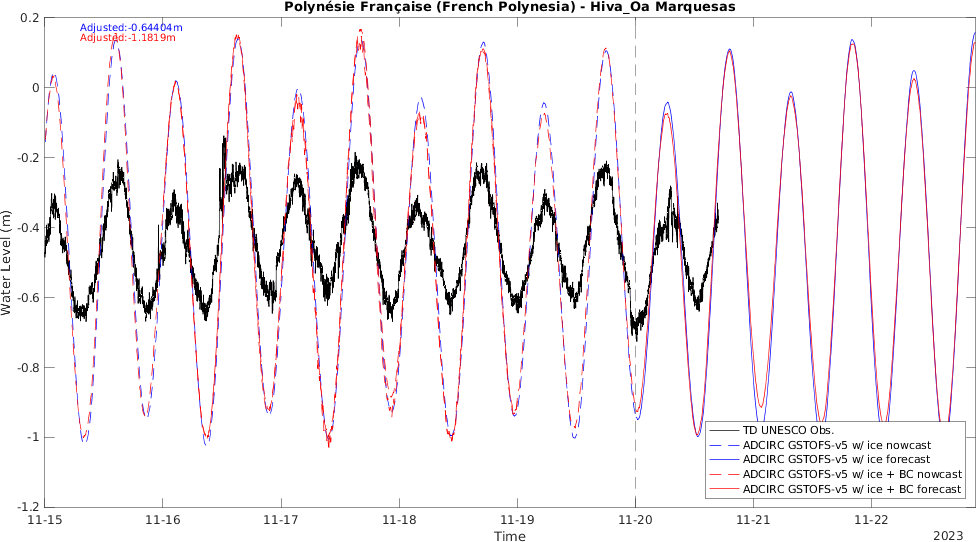 Polynésie Française (French Polynesia) - Hiva_Oa Marquesas
Adjusted:-0.64404m
Adjusted:-1.1819m
0.2
0
-0.2
-0.4
-0.6
-0.8
-1
-1.2
Water Level (m)
TD UNESCO Obs.
ADCIRC GSTOFS-v5 w/ ice nowcast
ADCIRC GSTOFS-v5 w/ ice forecast
ADCIRC GSTOFS-v5 w/ ice + BC nowcast
ADCIRC GSTOFS-v5 w/ ice + BC forecast
11-15 11-16 11-17 11-18 11-19 11-20 11-21 11-22
Time
2023